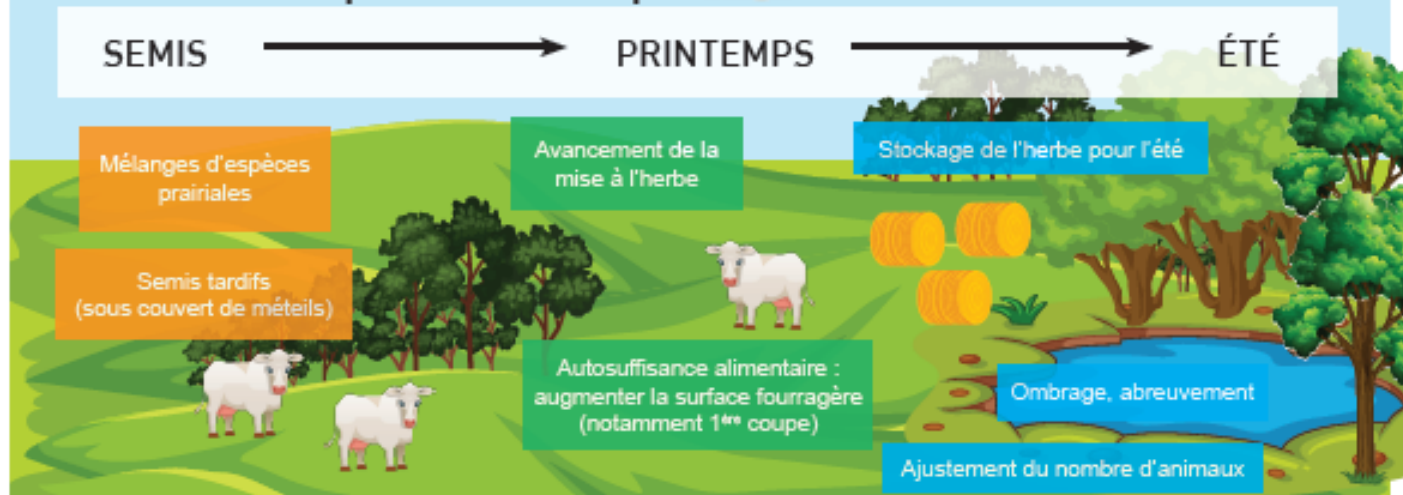 SEMIS PRINTEMPS ÉTÉ
Mélanges d'espèces
prairiales
Semis tardifs
(sous couvert de méteils)
Avancement de la
mise à l'herbe
Autosuffisance alimentaire :
augmenter la surface fourragère
(notamment 1ère coupe)
Stockage de l'herbe pour l'été
Ombrage, abreuvement
Ajustement du nombre d'animaux